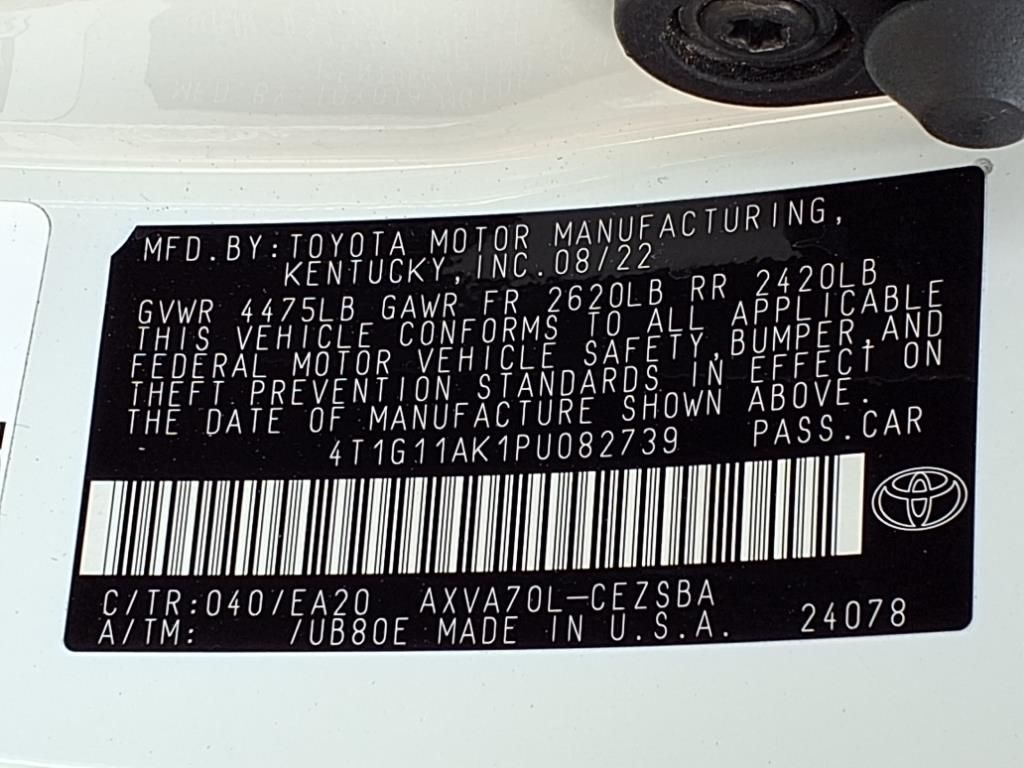 MFD.BY:TOYOTA MOTOR MANUFACTURING,
KENTUCKY,INC.08/22
GVWR 4475LB GAWR FR 2620LB RR 2420LB
THIS VEHICLE CONFORMS TO ALL APPLICABLE
FEDERAL MOTOR VEHICLE SAFETY,BUMPER,AND
THEFT PREVENTION STANDARDS IN EFFECT ON
THE DATE OF MANUFACTURE SHOWN ABOVE.
4T1G11AK1PU082739 PASS.CAR
C/TR:040/EA20 AXVA70L-CEZSBA
A/TM: /UB80E MADE IN U.S.A. 24078